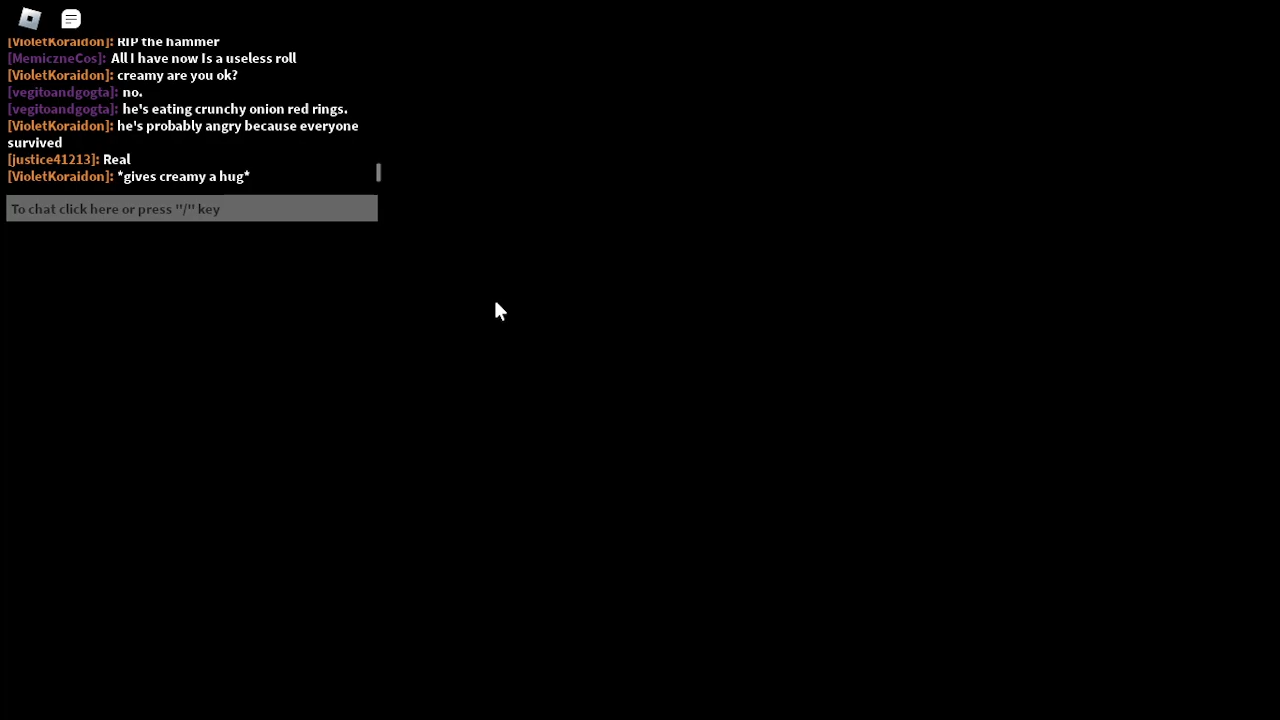 [VioletKoraidon]: RIP the hammer
[MemiczneCos]: All I have now Is a useless roll
[VioletKoraidon]: creamy are you ok?
[vegitoandgogta]: no.
[vegitoandgogta]: he's eating crunchy onion red rings.
[VioletKoraidon]: he's probably angry because everyone
survived
[justice41213]: Real
[VioletKoraidon]: *gives creamy a hug*
To chat click here or press "/" key